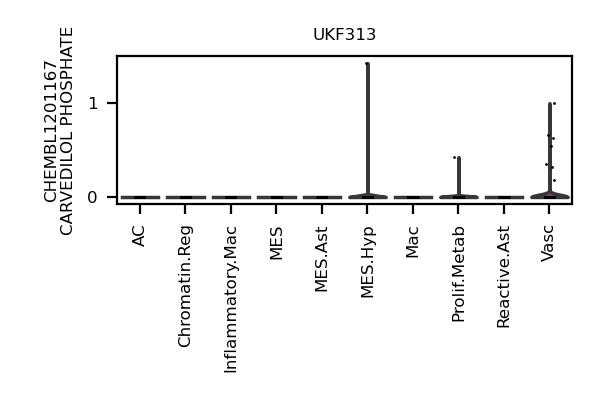 UKF313
CHEMBL1201167
CARVEDILOL PHOSPHATE
1
0
AC
Chromatin.Reg
Inflammatory.Mac
MES
MES.Ast
MES.Hyp
Mac
Prolif.Metab
Reactive.Ast
Vasc